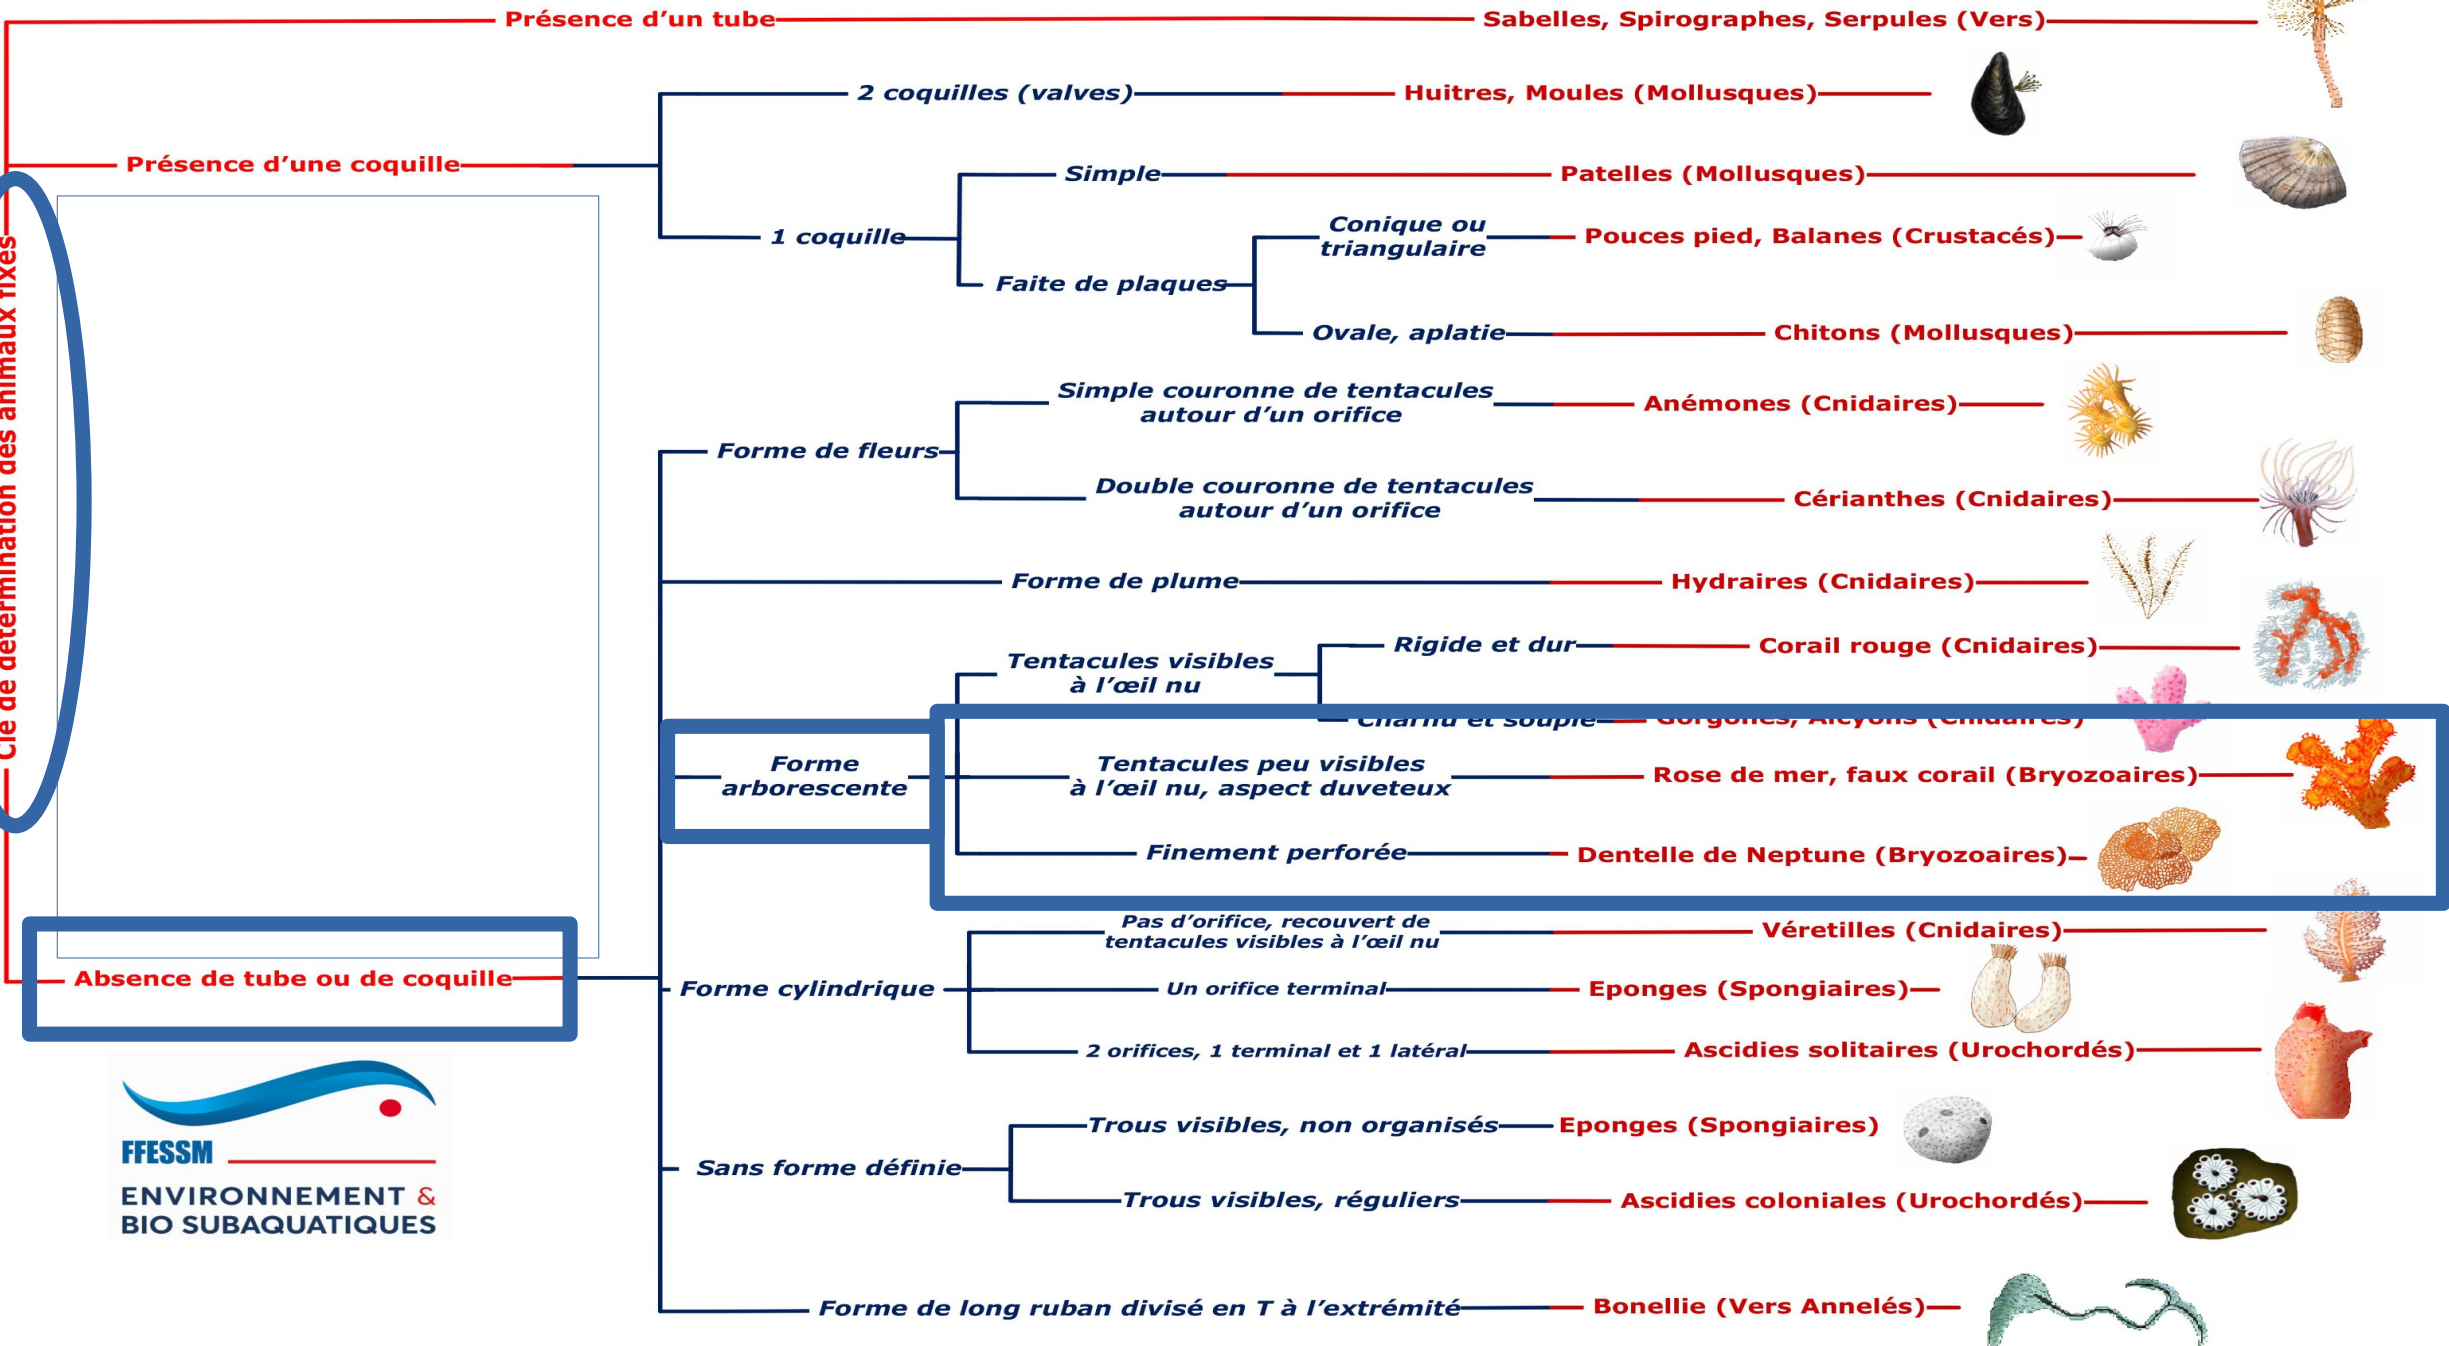 Présence d’un tube
Sabelles, Spirographes, Serpules (Vers)
2 coquilles (valves)
Huitres, Moules (Mollusques)
Présence d’une coquille
Simple
Patelles (Mollusques)
1 coquille
Conique ou
triangulaire
Pouces pied, Balanes (Crustacés)
Faite de plaques
Ovale, aplatie
Chitons (Mollusques)
Clé de détermination des animaux fixés
Simple couronne de tentacules
autour d’un orifice
Anémones (Cnidaires)
Forme de fleurs
Double couronne de tentacules
autour d’un orifice
Cérianthes (Cnidaires)
Forme de plume
Hydraires (Cnidaires)
Tentacules visibles
à l’œil nu
Rigide et dur
Corail rouge (Cnidaires)
Charnu et souple
Gorgones, Alcyons (Cnidaires)
Forme
arborescente
Tentacules peu visibles
à l’œil nu, aspect duveteux
Rose de mer, faux corail (Bryozoaires)
Finement perforée
Dentelle de Neptune (Bryozoaires)
Absence de tube ou de coquille
Pas d’orifice, recouvert de
tentacules visibles à l’œil nu
Véretilles (Cnidaires)
Forme cylindrique
Un orifice terminal
Eponges (Spongiaires)
2 orifices, 1 terminal et 1 latéral
Ascidies solitaires (Urochordés)
Trous visibles, non organisés
Eponges (Spongiaires)
Sans forme définie
Trous visibles, réguliers
Ascidies coloniales (Urochordés)
Forme de long ruban divisé en T à l’extrémité
Bonellie (Vers Annelés)
FFESSM
ENVIRONNEMENT &
BIO SUBAQUATIQUES